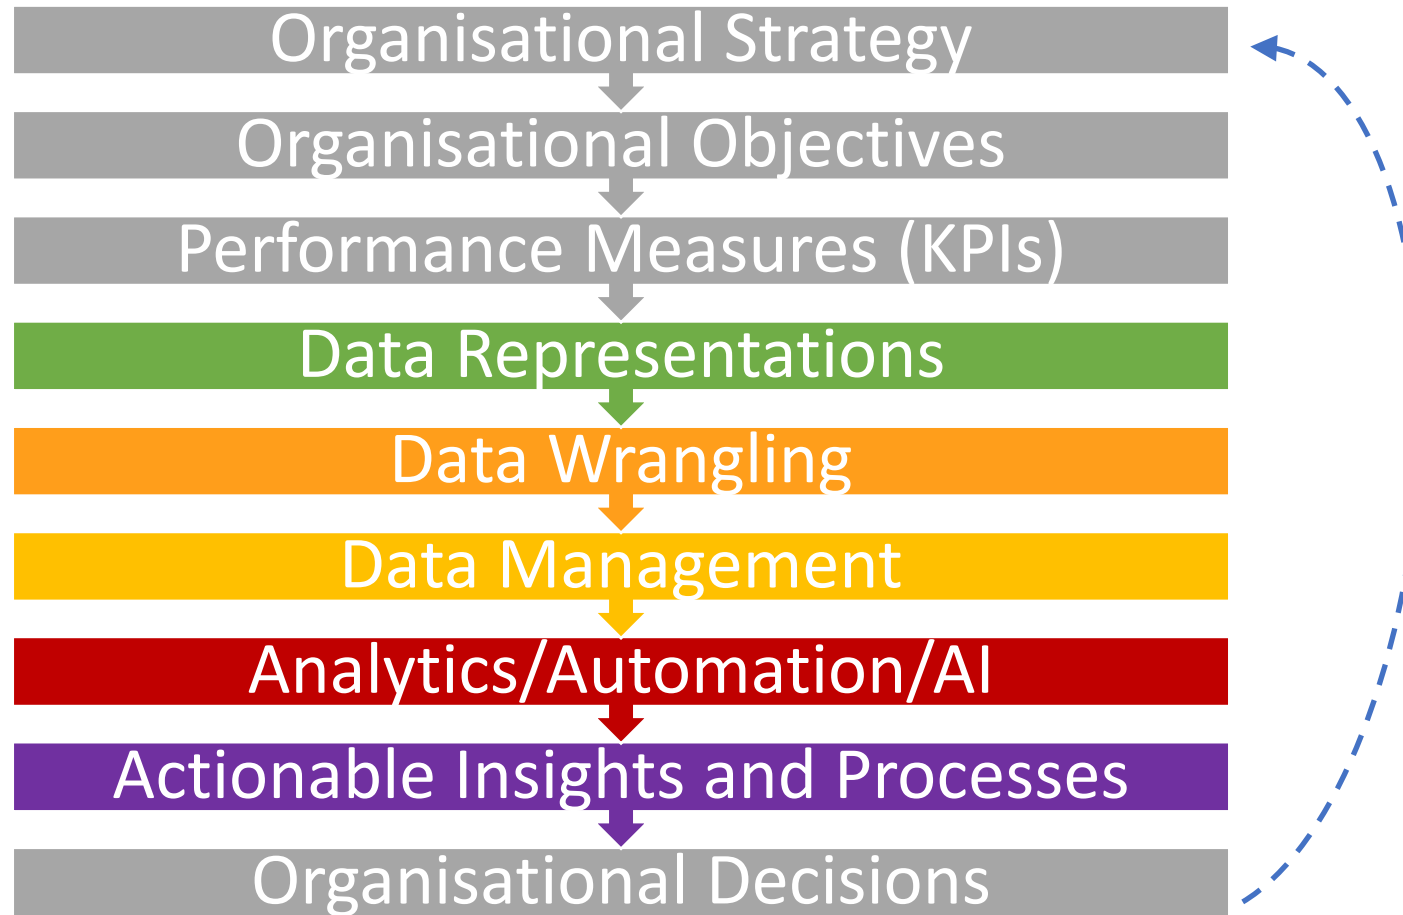 Organisational Strategy
Organisational Objectives
Performance Measures (KPIs)
Data Representations
Data Wrangling
Data Management
Analytics/Automation/AI
Actionable Insights and Processes
Organisational Decisions